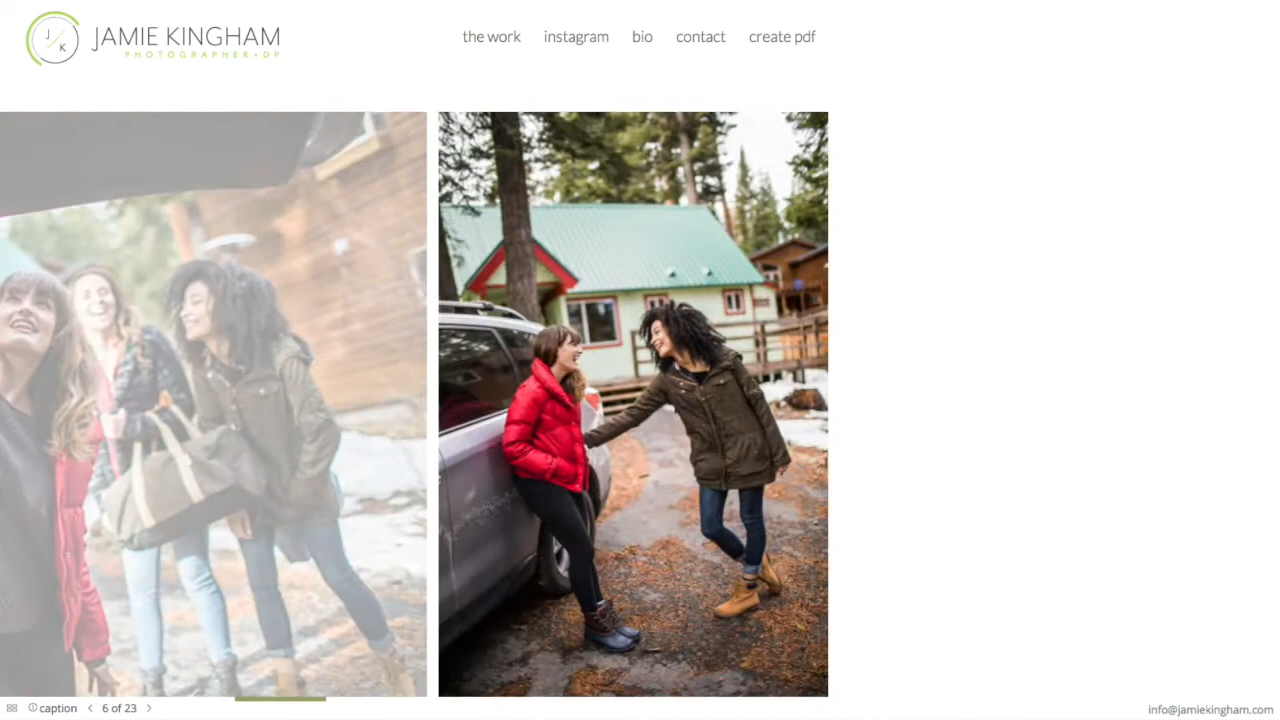 J K
JAMIE KINGHAM
PHOTOGRAPHER+DP
the work instagram bio contact create pdf
caption 6 of 23
info@jamiekingham.com